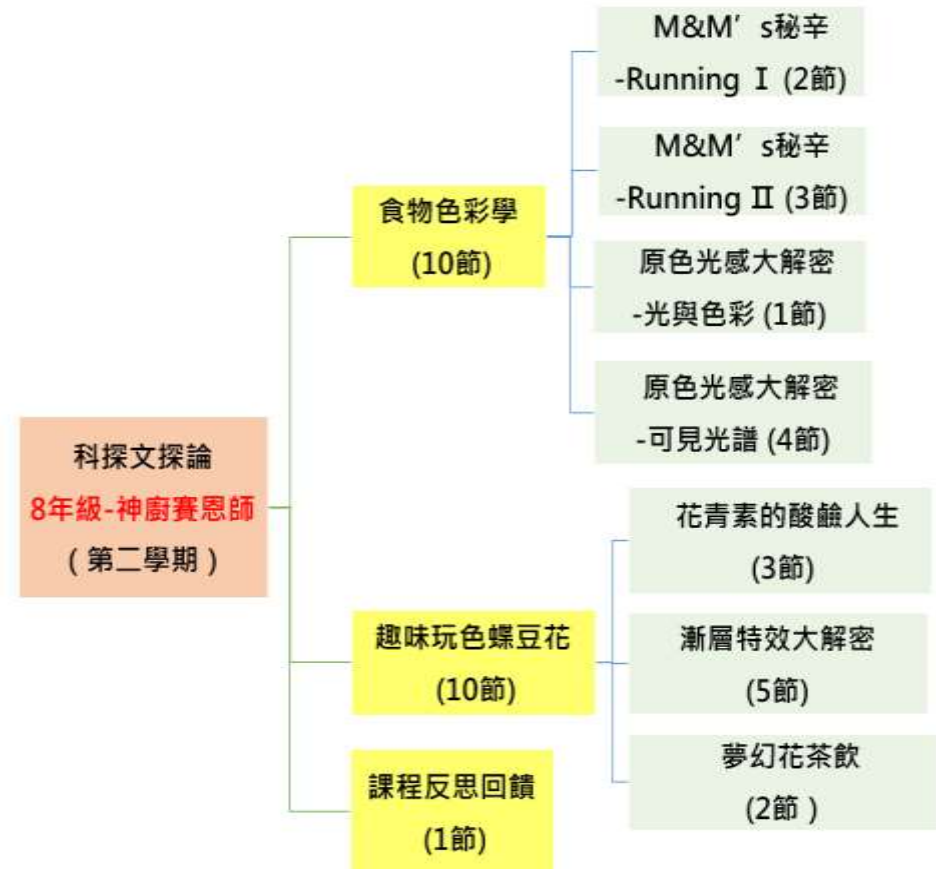 科探文探論
8年級-神廚賽恩師
（第二學期）
食物色彩學
(10節)
M&M’s秘辛
-Running Ⅰ (2節)
M&M’s秘辛
-Running Ⅱ (3節)
原色光感大解密
-光與色彩 (1節)
原色光感大解密
-可見光譜 (4節)
趣味玩色蝶豆花
(10節)
花青素的酸鹼人生
(3節)
漸層特效大解密
(5節)
夢幻花茶飲
(2節 )
課程反思回饋
(1節)